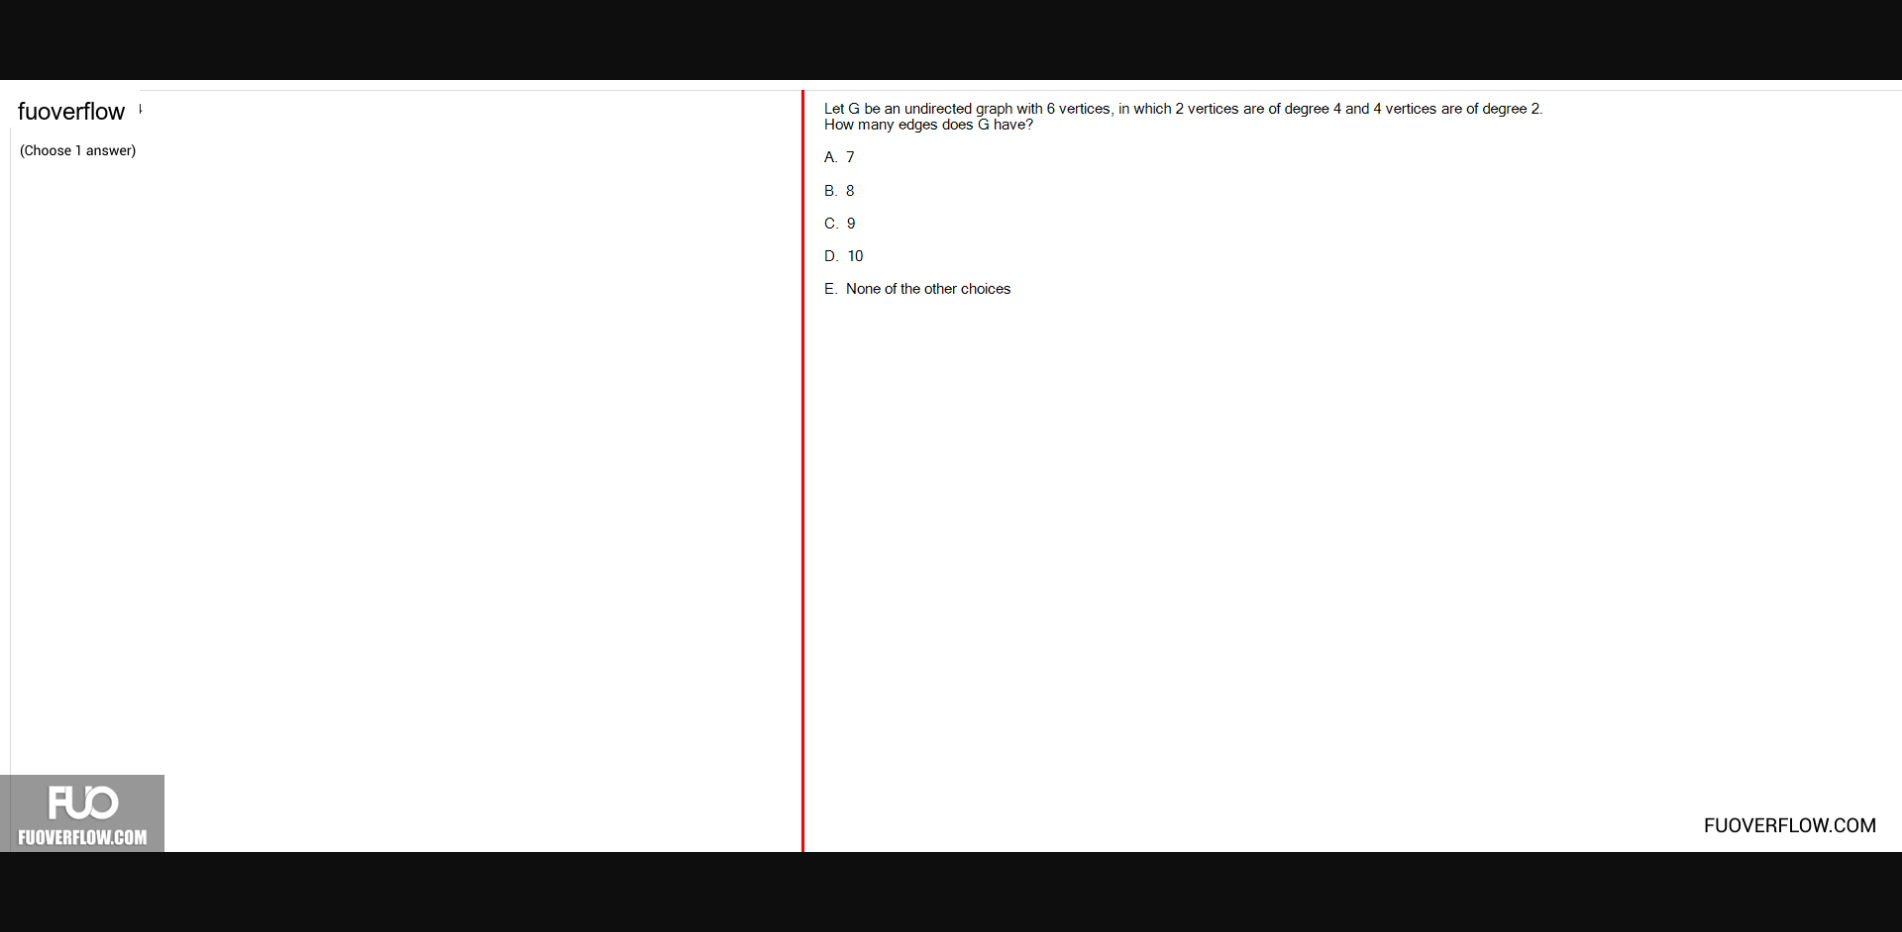 fuoverflow
(Choose 1 answer)
Let G be an undirected graph with 6 vertices, in which 2 vertices are of degree 4 and 4 vertices are of degree 2.
How many edges does G have?
A. 7
B. 8
C. 9
D. 10
E. None of the other choices
FUO
FUOVERFLOW.COM
FUOVERFLOW.COM